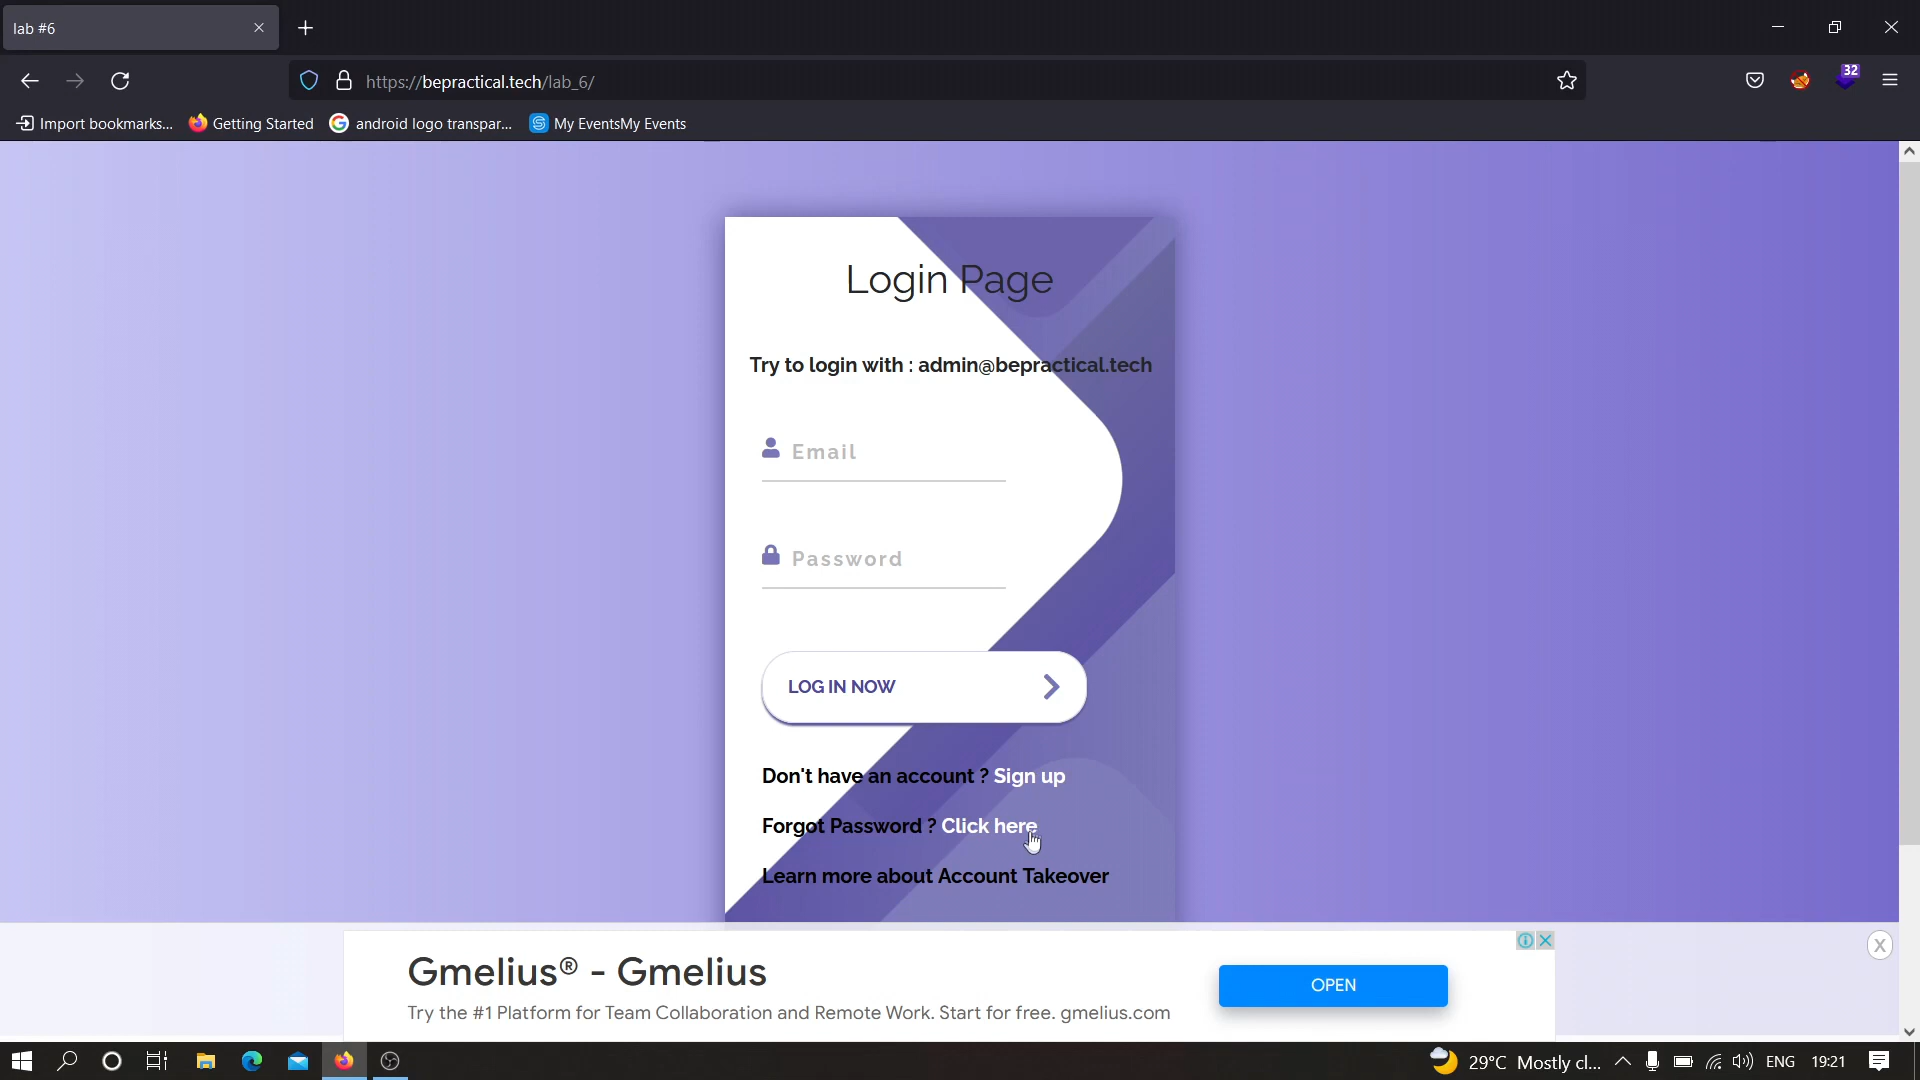 lab #6
https://bepractical.tech/lab_6/
32
Import bookmarks...
Getting Started
android logo transpar...
My EventsMy Events
Login Page
Try to login with : admin@bepractical.tech
Email
Password
LOG IN NOW
Don't have an account ? Sign up
Forgot Password ? Click here
Learn more about Account Takeover
Gmelius® - Gmelius
Try the #1 Platform for Team Collaboration and Remote Work. Start for free. gmelius.com
OPEN
X
29°C Mostly cl...
ENG
19:21